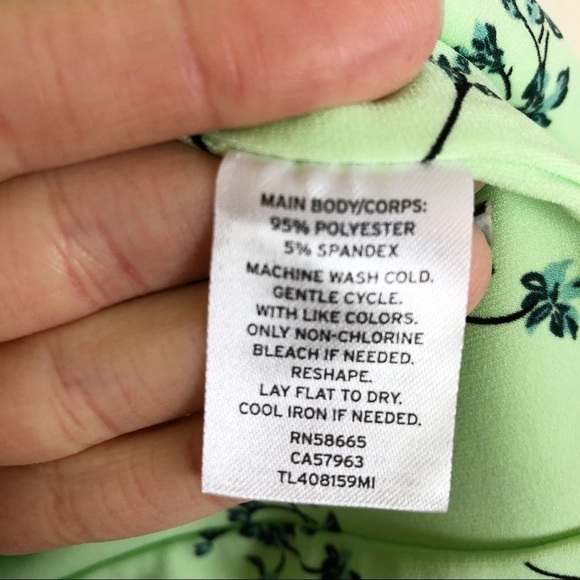 MAIN BODY/CORPS:
95% POLYESTER
5% SPANDEX
MACHINE WASH COLD.
GENTLE CYCLE.
WITH LIKE COLORS.
ONLY NON-CHLORINE
BLEACH IF NEEDED.
RESHAPE.
LAY FLAT TO DRY.
COOL IRON IF NEEDED.
RN58665
CA57963
TL408159MI